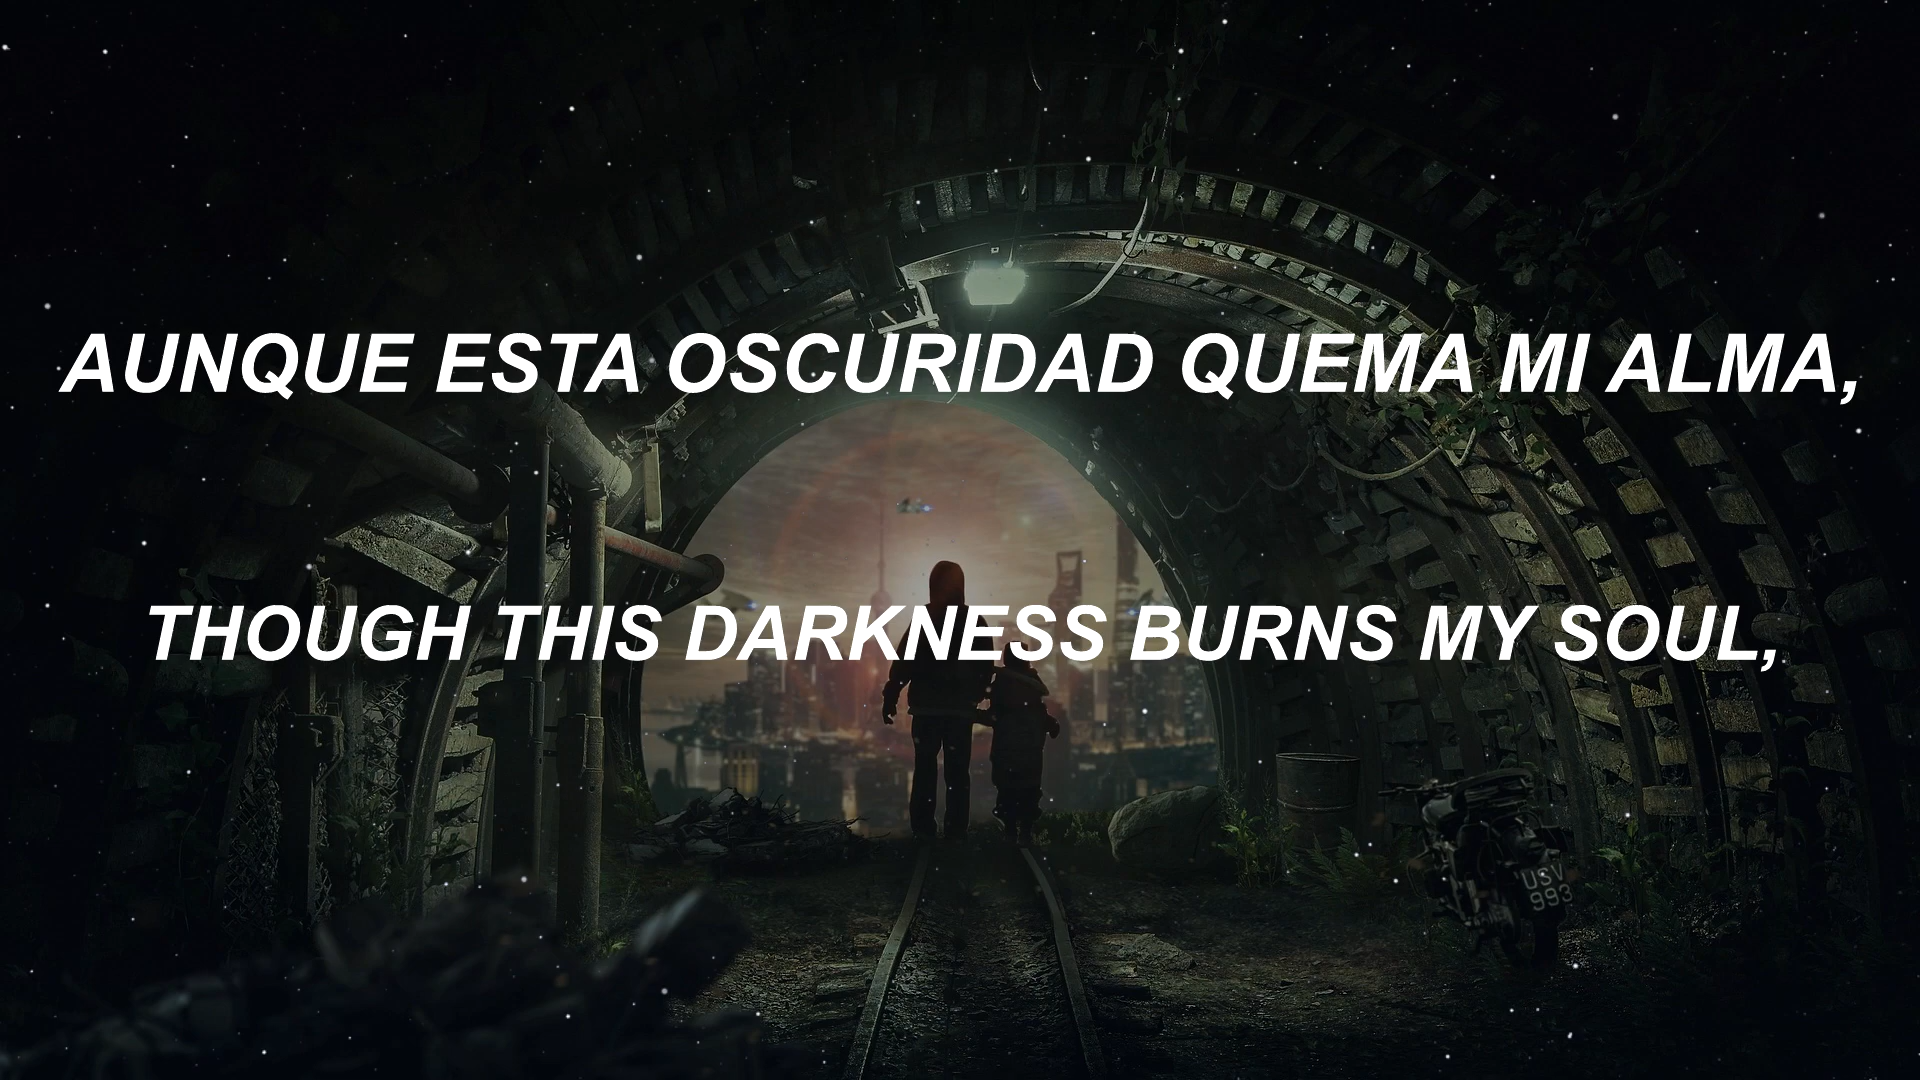 AUNQUE ESTA OSCURIDAD QUEMA MI ALMA,
THOUGH THIS DARKNESS BURNS MY SOUL,
USV
993